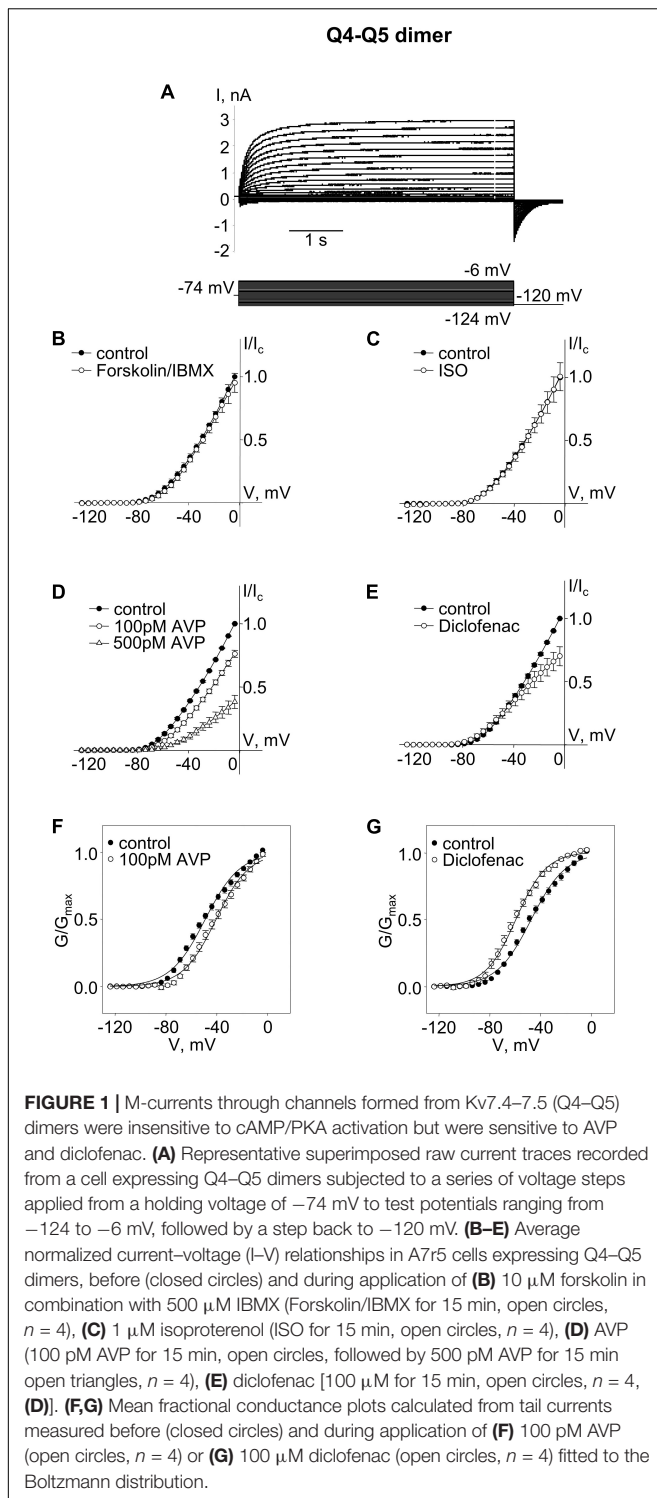 Q4-Q5 dimer
A
I, nA
3
2
1
0
-1
-2
1 s
-6 mV
-74 mV
-120 mV
-124 mV
B
I/Ic
control
Forskolin/IBMX
1.0
0.5
V, mV
-120 -80 -40 0
C
I/Ic
control
ISO
1.0
0.5
V, mV
-120 -80 -40 0
D
I/Ic
control
100pM AVP
500pM AVP
1.0
0.5
V, mV
-120 -80 -40 0
E
I/Ic
control
Diclofenac
1.0
0.5
V, mV
-120 -80 -40 0
F
control
100pM AVP
1.0
0.5
0.0
G/Gmax
-120 -80 -40 0
V, mV
G
control
Diclofenac
1.0
0.5
0.0
G/Gmax
-120 -80 -40 0
V, mV
FIGURE 1 | M-currents through channels formed from Kv7.4–7.5 (Q4–Q5)
dimers were insensitive to cAMP/PKA activation but were sensitive to AVP
and diclofenac. (A) Representative superimposed raw current traces recorded
from a cell expressing Q4–Q5 dimers subjected to a series of voltage steps
applied from a holding voltage of −74 mV to test potentials ranging from
−124 to −6 mV, followed by a step back to −120 mV. (B–E) Average
normalized current–voltage (I–V) relationships in A7r5 cells expressing Q4–Q5
dimers, before (closed circles) and during application of (B) 10 μM forskolin in
combination with 500 μM IBMX (Forskolin/IBMX for 15 min, open circles,
n = 4), (C) 1 μM isoproterenol (ISO for 15 min, open circles, n = 4), (D) AVP
(100 pM AVP for 15 min, open circles, followed by 500 pM AVP for 15 min
open triangles, n = 4), (E) diclofenac [100 μM for 15 min, open circles, n = 4,
(D)]. (F,G) Mean fractional conductance plots calculated from tail currents
measured before (closed circles) and during application of (F) 100 pM AVP
(open circles, n = 4) or (G) 100 μM diclofenac (open circles, n = 4) fitted to the
Boltzmann distribution.